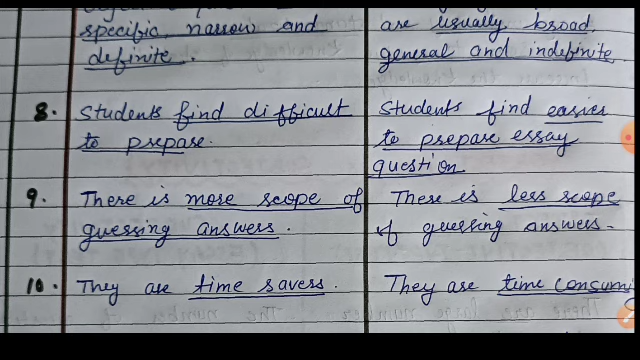 specific, narrow and
definite.
are usually broad,
general and indefinite.
8. Students find difficult
to prepare.
Students find easier
to prepare essay
question
9. There is more scope of
guessing answers.
There is less scope
of guessing answers.
10. They are time savers.
They are time consumi